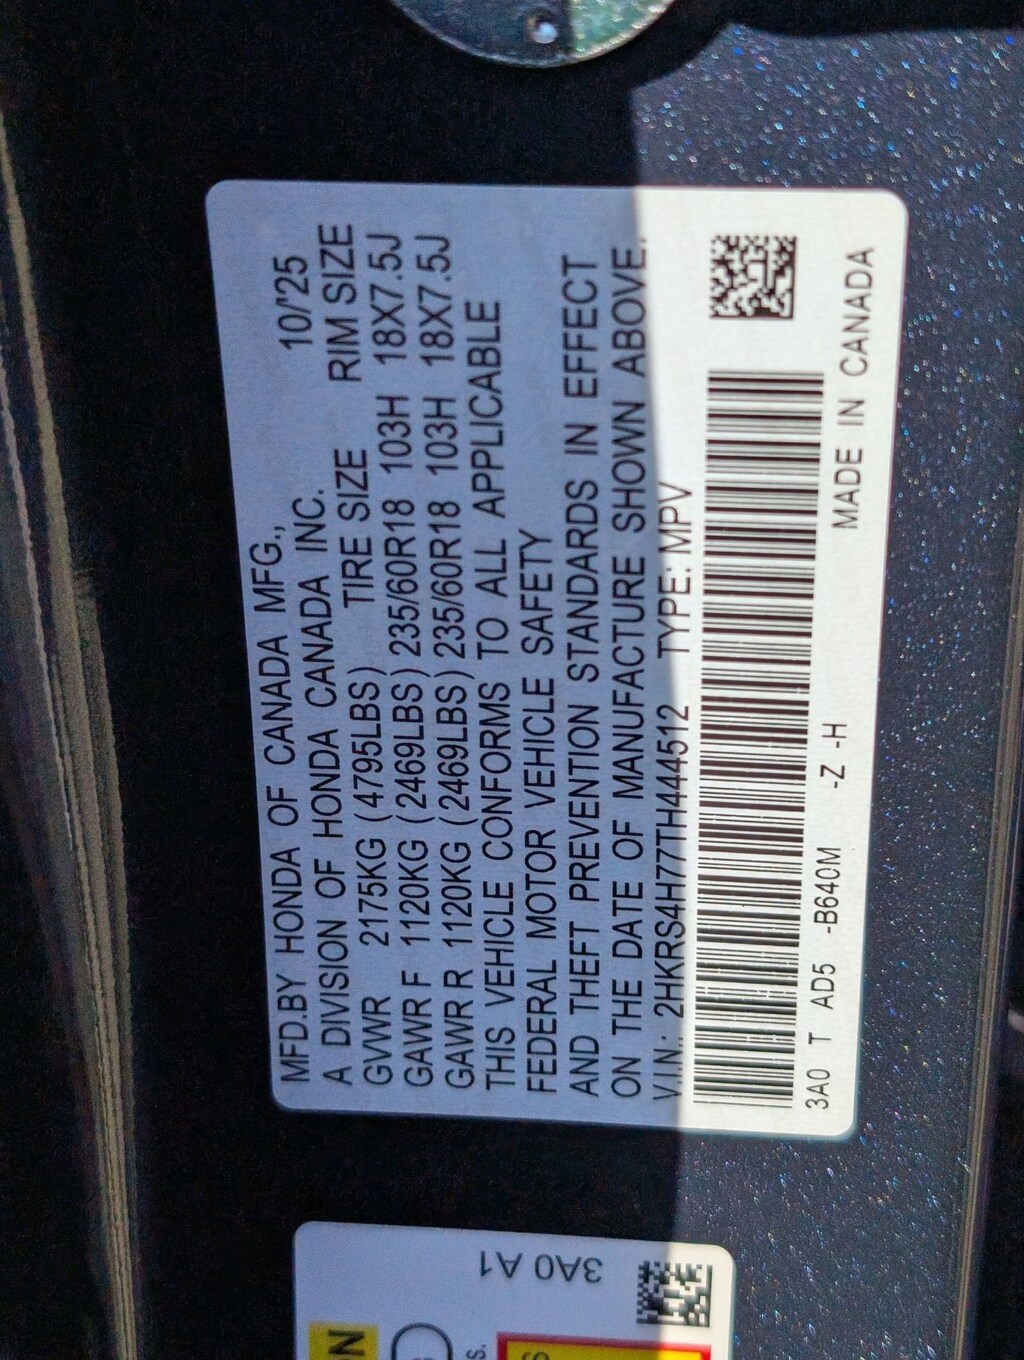 MFD.BY HONDA OF CANADA MFG.,
A DIVISION OF HONDA CANADA INC. 10/'25
TIRE SIZE RIM SIZE
GVWR 2175KG (4795LBS)
GAWR F 1120KG (2469LBS) 235/60R18 103H 18X7.5J
GAWR R 1120KG (2469LBS) 235/60R18 103H 18X7.5J
THIS VEHICLE CONFORMS TO ALL APPLICABLE
FEDERAL MOTOR VEHICLE SAFETY
AND THEFT PREVENTION STANDARDS IN EFFECT
ON THE DATE OF MANUFACTURE SHOWN ABOVE.
V.I.N.: 2HKRS4H77TH444512 TYPE: MPV
3A0 T AD5 -B640M -Z -H MADE IN CANADA
3A0 A1